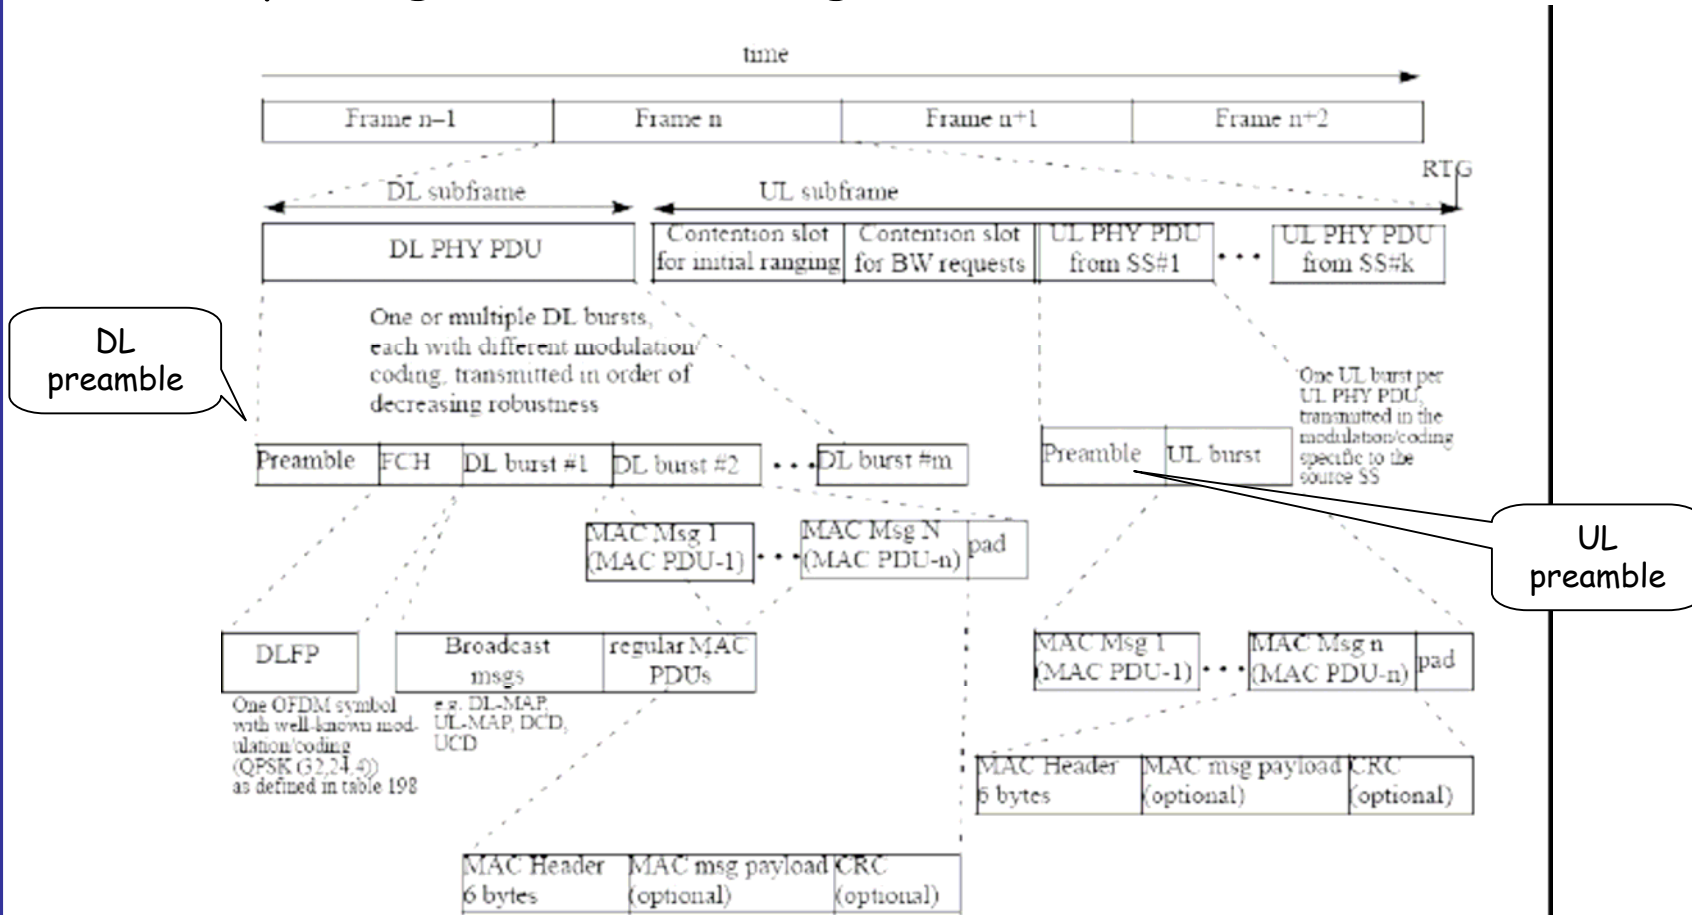 time
Frame n–1
Frame n
Frame n+1
Frame n+2
RTG
DL subframe
UL subframe
DL PHY PDU
Contention slot
for initial ranging
Contention slot
for BW requests
UL PHY PDU
from SS#1
• • •
UL PHY PDU
from SS#k
DL
preamble
One or multiple DL bursts,
each with different modulation/
coding, transmitted in order of
decreasing robustness
One UL burst per
UL PHY PDU,
transmitted in the
modulation/coding
specific to the
source SS
Preamble
FCH
DL burst #1
DL burst #2
• • •
DL burst #m
Preamble
UL burst
UL
preamble
MAC Msg 1
(MAC PDU-1)
• • •
MAC Msg N
(MAC PDU-n)
pad
DLFP
Broadcast
msgs
regular MAC
PDUs
MAC Msg 1
(MAC PDU-1)
• • •
MAC Msg n
(MAC PDU-n)
pad
One OFDM symbol
with well-known mod-
ulation/coding
(QPSK (32,24,4))
as defined in table 198
e.g. DL-MAP,
UL-MAP, DCD,
UCD
MAC Header
6 bytes
MAC msg payload
(optional)
CRC
(optional)
MAC Header
6 bytes
MAC msg payload
(optional)
CRC
(optional)